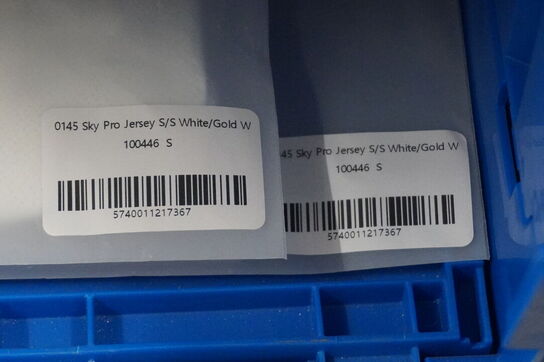 0145 Sky Pro Jersey S/S White/Gold W
100446 S
5740011217367
45 Sky Pro Jersey S/S White/Gold W
100446 S
5740011217367